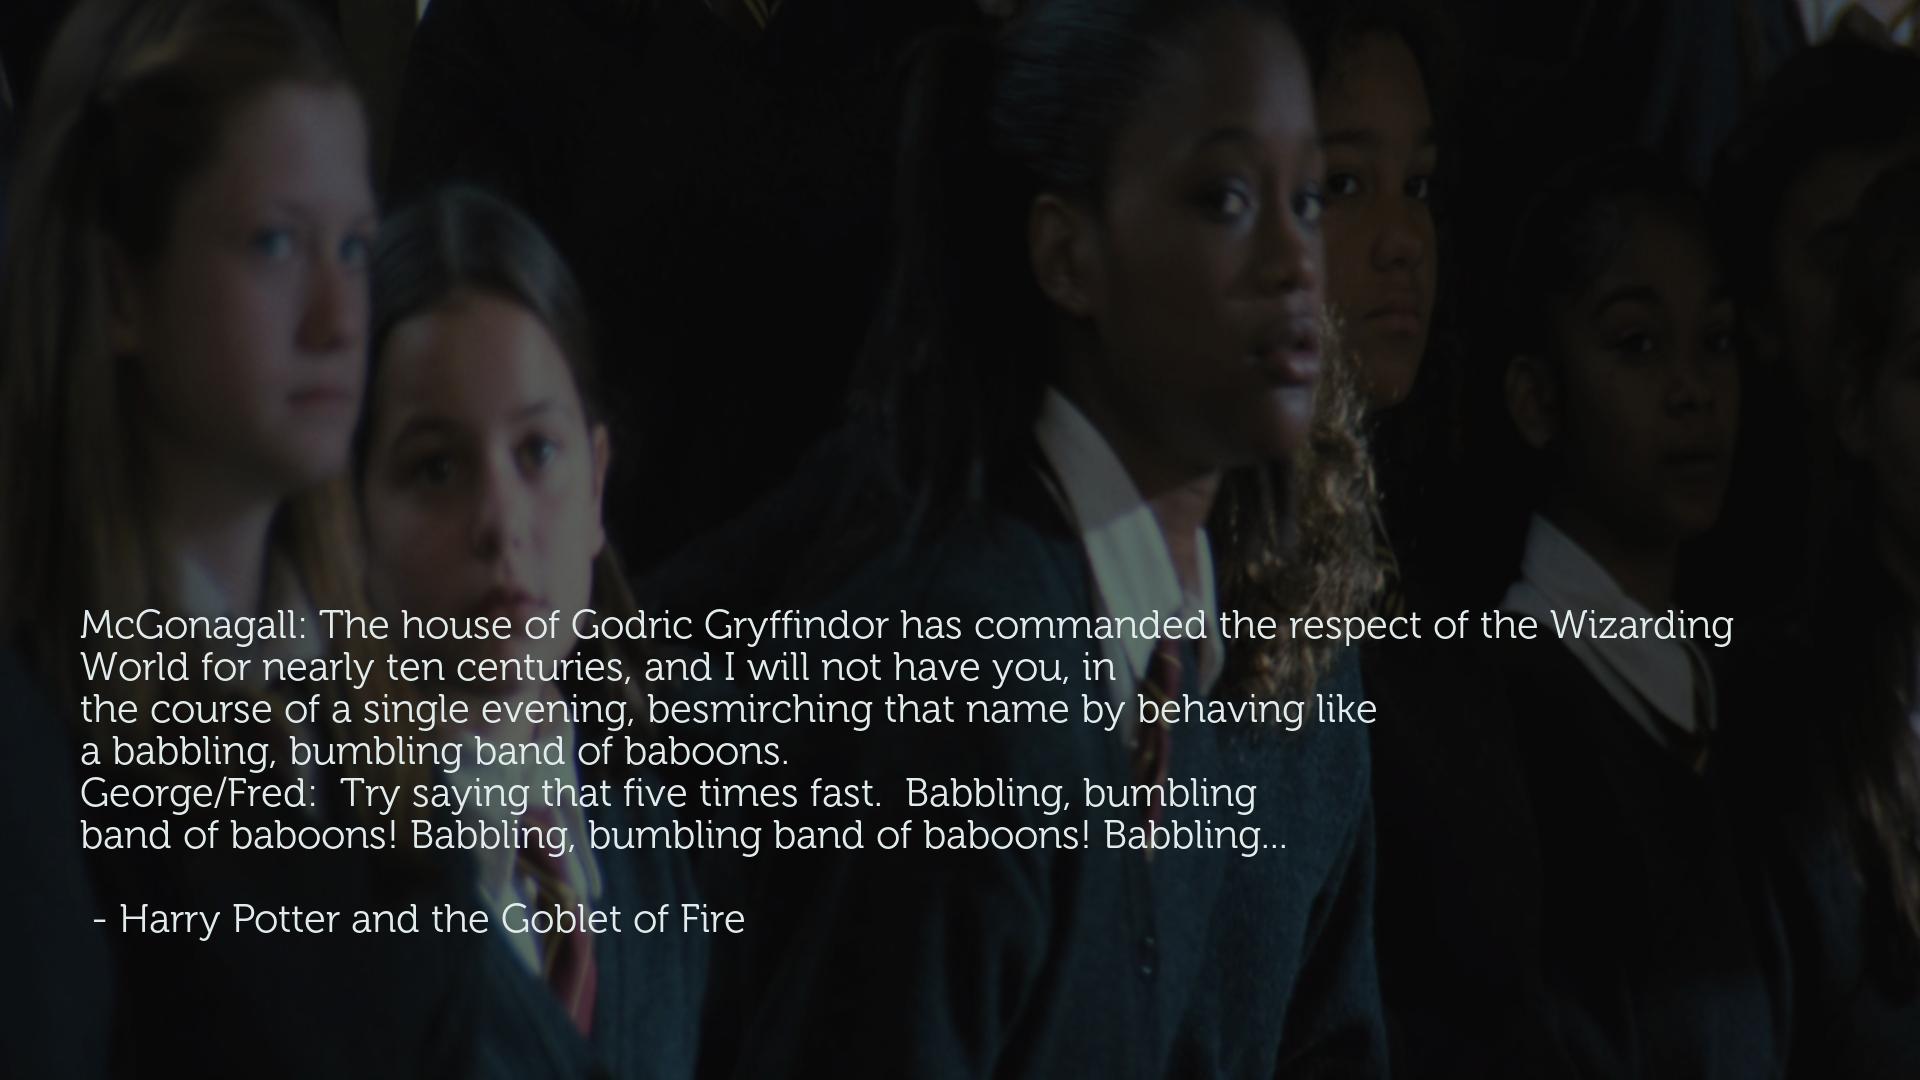 McGonagall: The house of Godric Gryffindor has commanded the respect of the Wizarding
World for nearly ten centuries, and I will not have you, in
the course of a single evening, besmirching that name by behaving like
a babbling, bumbling band of baboons.
George/Fred:  Try saying that five times fast.  Babbling, bumbling
band of baboons! Babbling, bumbling band of baboons! Babbling...
- Harry Potter and the Goblet of Fire